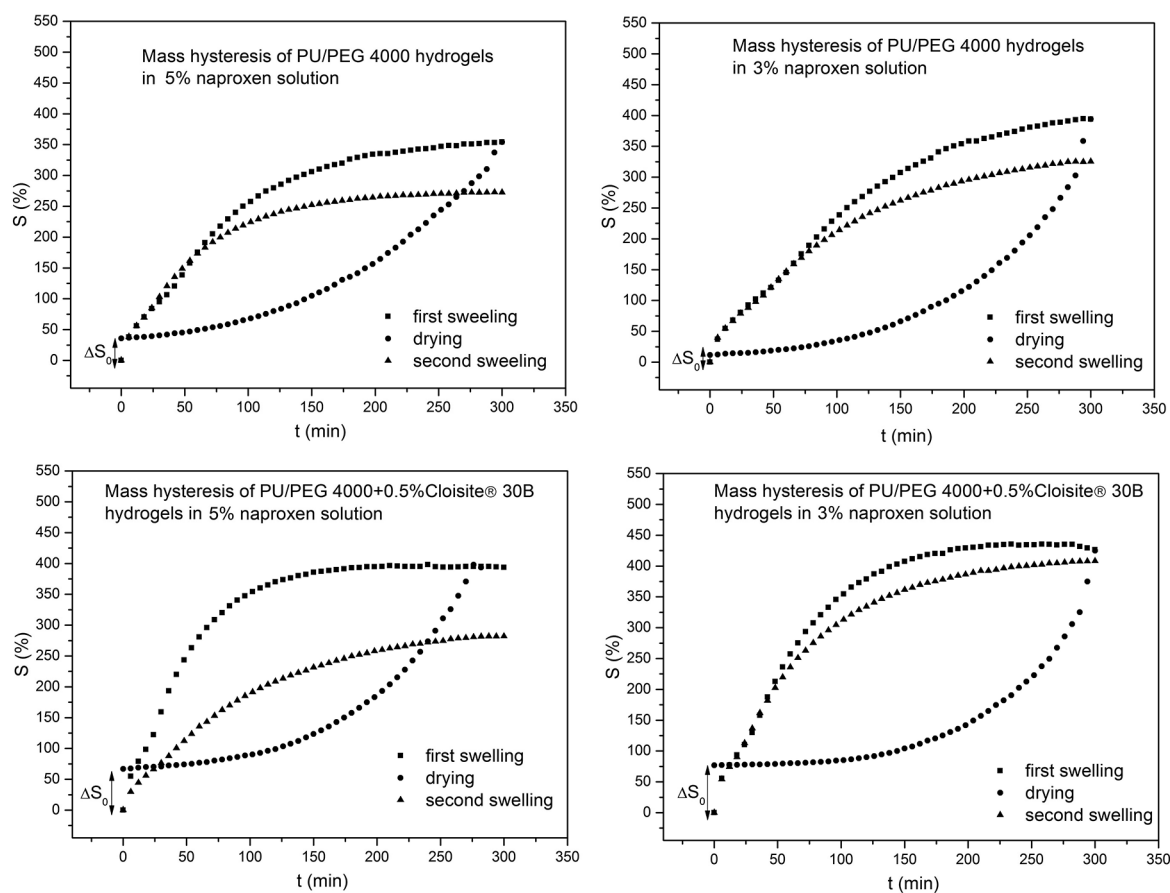 550
500
450
400
350
300
250
200
150
100
50
0
S (%)
Mass hysteresis of PU/PEG 4000 hydrogels
in 5% naproxen solution
ΔS0
first sweeling
drying
second sweeling
0 50 100 150 200 250 300 350
t (min)
550
500
450
400
350
300
250
200
150
100
50
0
S (%)
Mass hysteresis of PU/PEG 4000 hydrogels
in 3% naproxen solution
ΔS0
first swelling
drying
second sweeling
0 50 100 150 200 250 300 350
t (min)
550
500
450
400
350
300
250
200
150
100
50
0
S (%)
Mass hysteresis of PU/PEG 4000+0.5%Cloisite® 30B
hydrogels in 5% naproxen solution
ΔS0
first swelling
drying
second swelling
0 50 100 150 200 250 300 350
t (min)
550
500
450
400
350
300
250
200
150
100
50
0
S (%)
Mass hysteresis of PU/PEG 4000+0.5%Cloisite® 30B
hydrogels in 3% naproxen solution
ΔS0
first swelling
drying
second swelling
0 50 100 150 200 250 300 350
t (min)